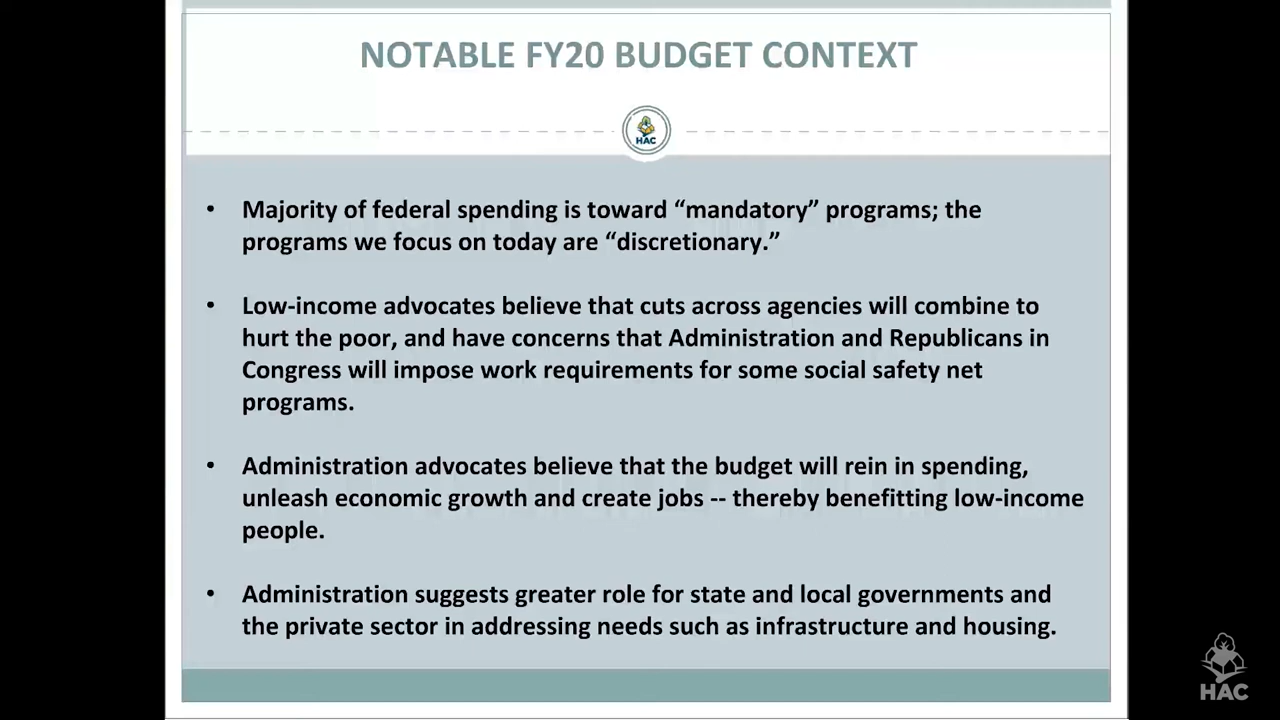 NOTABLE FY20 BUDGET CONTEXT
HAC
• Majority of federal spending is toward “mandatory” programs; the
programs we focus on today are “discretionary.”
• Low-income advocates believe that cuts across agencies will combine to
hurt the poor, and have concerns that Administration and Republicans in
Congress will impose work requirements for some social safety net
programs.
• Administration advocates believe that the budget will rein in spending,
unleash economic growth and create jobs -- thereby benefitting low-income
people.
• Administration suggests greater role for state and local governments and
the private sector in addressing needs such as infrastructure and housing.
HAC